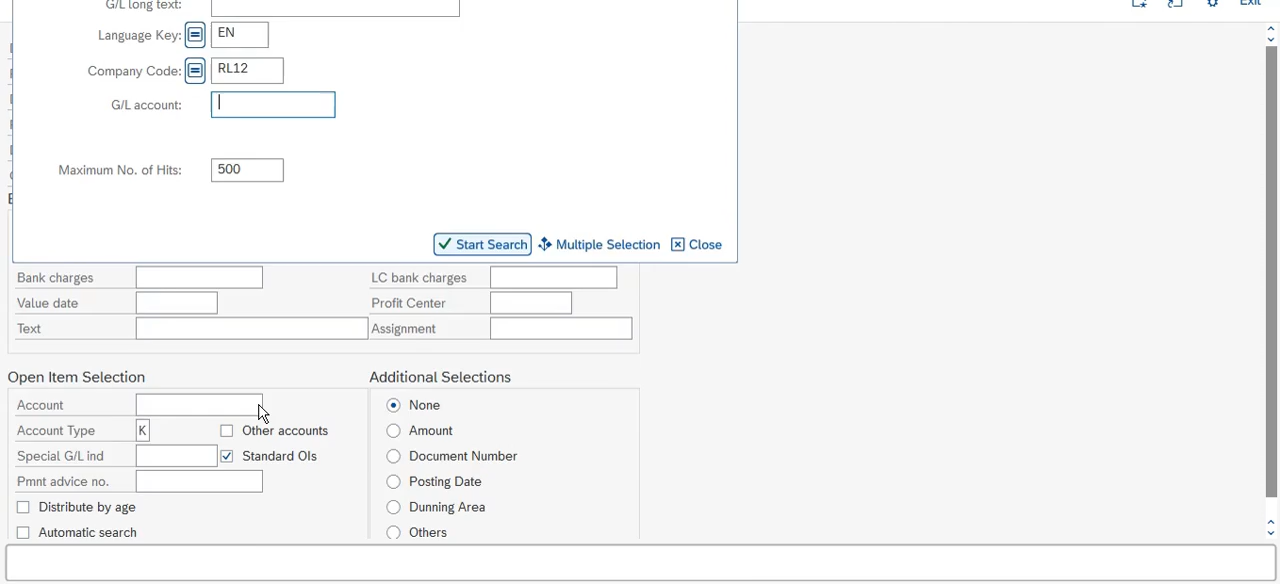 Exit
G/L long text:
Language Key: EN
Company Code: RL12
G/L account:
Maximum No. of Hits: 500
Start Search Multiple Selection Close
Bank charges LC bank charges
Value date Profit Center
Text Assignment
Open Item Selection Additional Selections
Account None
Account Type K Other accounts Amount
Special G/L ind Standard OIs Document Number
Pmnt advice no. Posting Date
Distribute by age Dunning Area
Automatic search Others